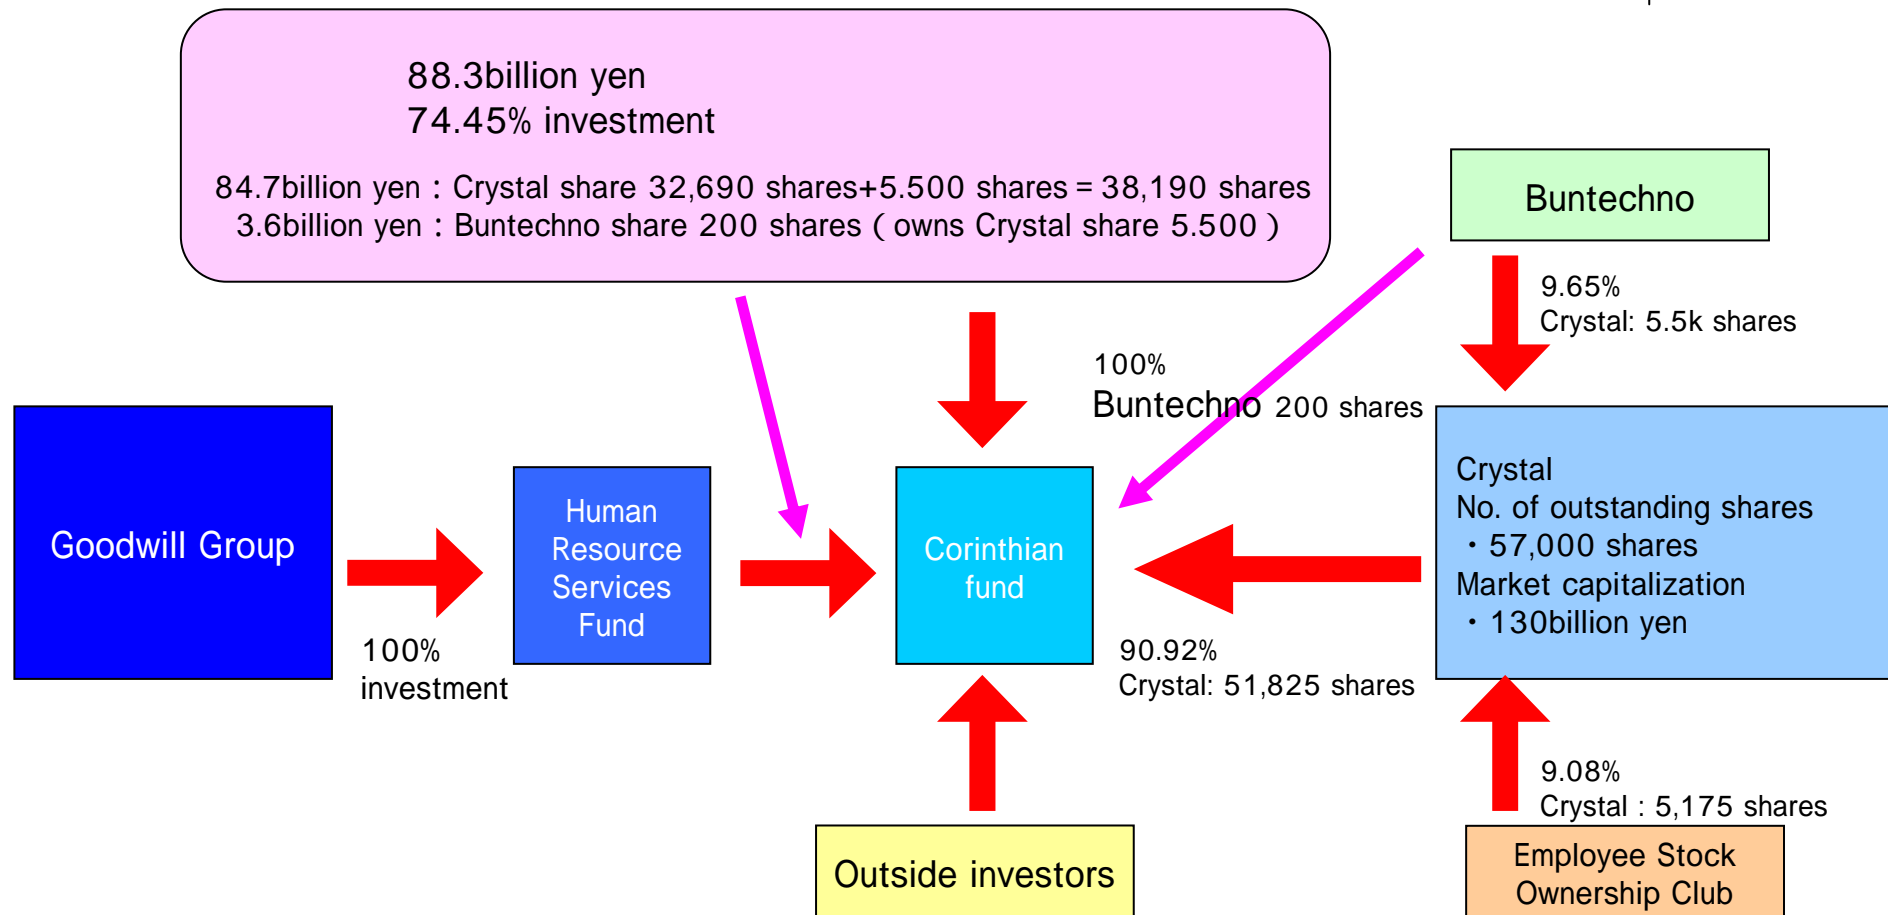 88.3billion yen
74.45% investment
84.7billion yen : Crystal share 32,690 shares+5.500 shares = 38,190 shares
3.6billion yen : Buntechno share 200 shares ( owns Crystal share 5.500 )
Buntechno
9.65%
Crystal: 5.5k shares
100%
Buntechno 200 shares
Goodwill Group
100%
investment
Human
Resource
Services
Fund
Corinthian
fund
90.92%
Crystal: 51,825 shares
Crystal
No. of outstanding shares
・57,000 shares
Market capitalization
・130billion yen
9.08%
Crystal : 5,175 shares
Outside investors
Employee Stock
Ownership Club